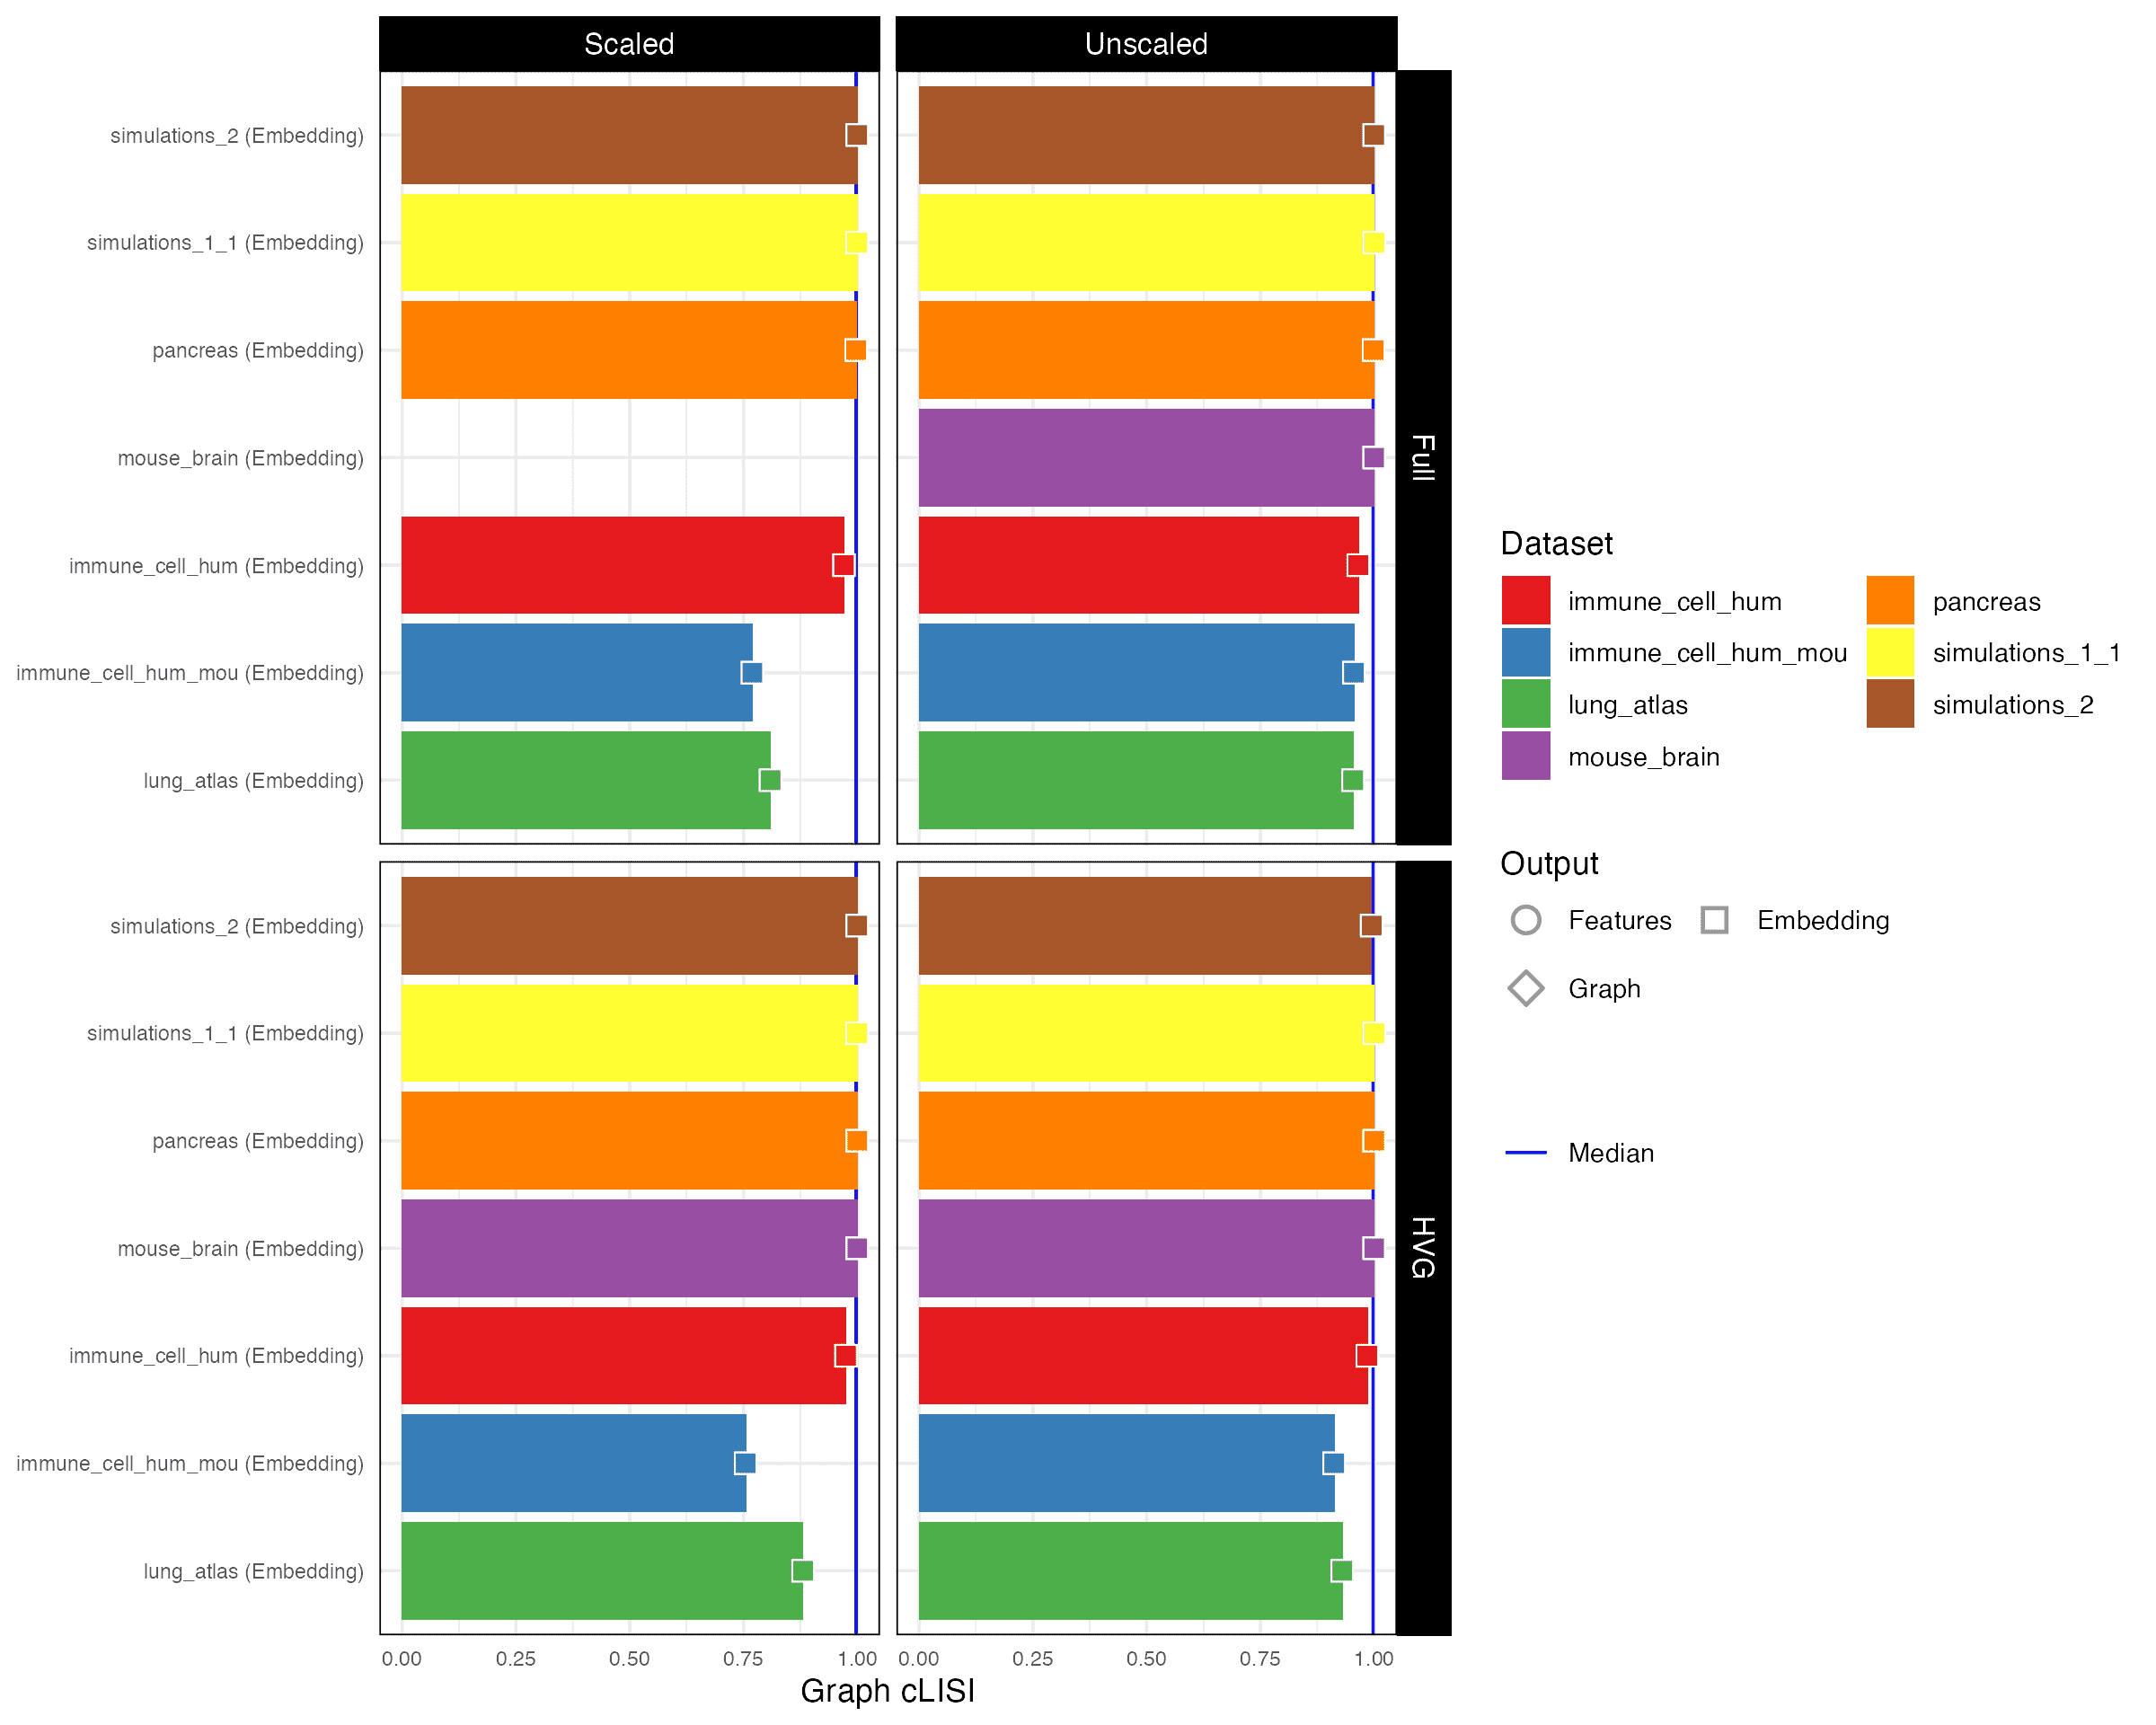 Scaled
Unscaled
simulations_2 (Embedding)
simulations_1_1 (Embedding)
pancreas (Embedding)
mouse_brain (Embedding)
immune_cell_hum (Embedding)
immune_cell_hum_mou (Embedding)
lung_atlas (Embedding)
Full
simulations_2 (Embedding)
simulations_1_1 (Embedding)
pancreas (Embedding)
mouse_brain (Embedding)
immune_cell_hum (Embedding)
immune_cell_hum_mou (Embedding)
lung_atlas (Embedding)
HVG
0.00 0.25 0.50 0.75 1.00
0.00 0.25 0.50 0.75 1.00
Graph cLISI
Dataset
immune_cell_hum
immune_cell_hum_mou
lung_atlas
mouse_brain
pancreas
simulations_1_1
simulations_2
Output
Features
Embedding
Graph
Median